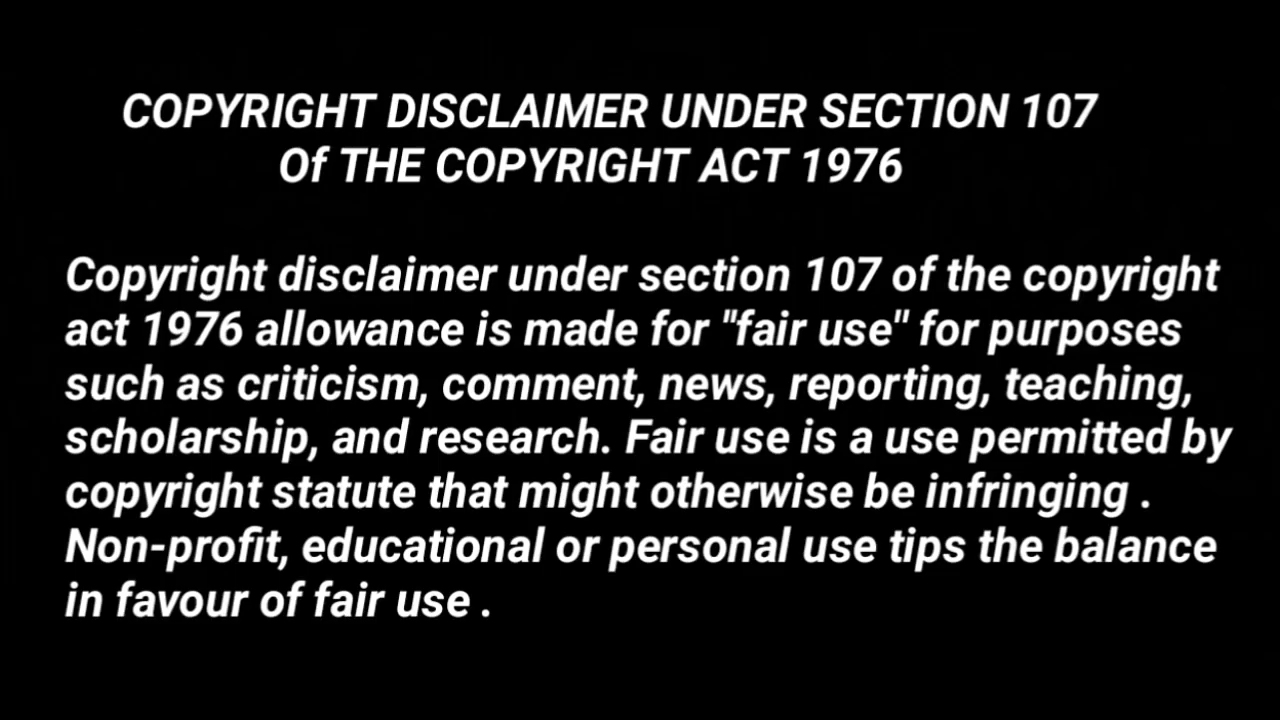 COPYRIGHT DISCLAIMER UNDER SECTION 107
Of THE COPYRIGHT ACT 1976
Copyright disclaimer under section 107 of the copyright
act 1976 allowance is made for "fair use" for purposes
such as criticism, comment, news, reporting, teaching,
scholarship, and research. Fair use is a use permitted by
copyright statute that might otherwise be infringing .
Non-profit, educational or personal use tips the balance
in favour of fair use .